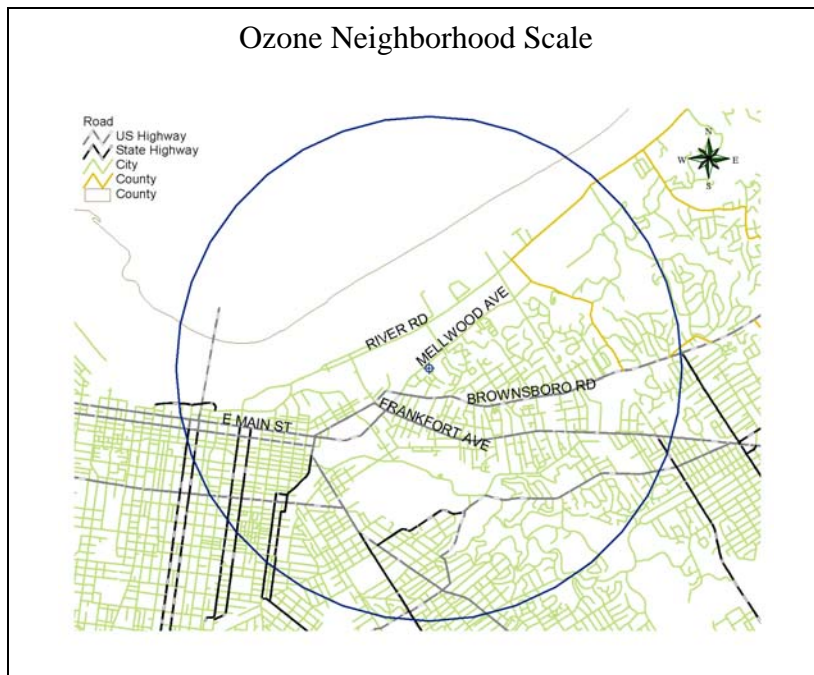 Ozone Neighborhood Scale
Road
US Highway
State Highway
City
County
County
N
W E
S
RIVER RD
MELLWOOD AVE
BROWNSBORO RD
E MAIN ST
FRANKFORT AVE